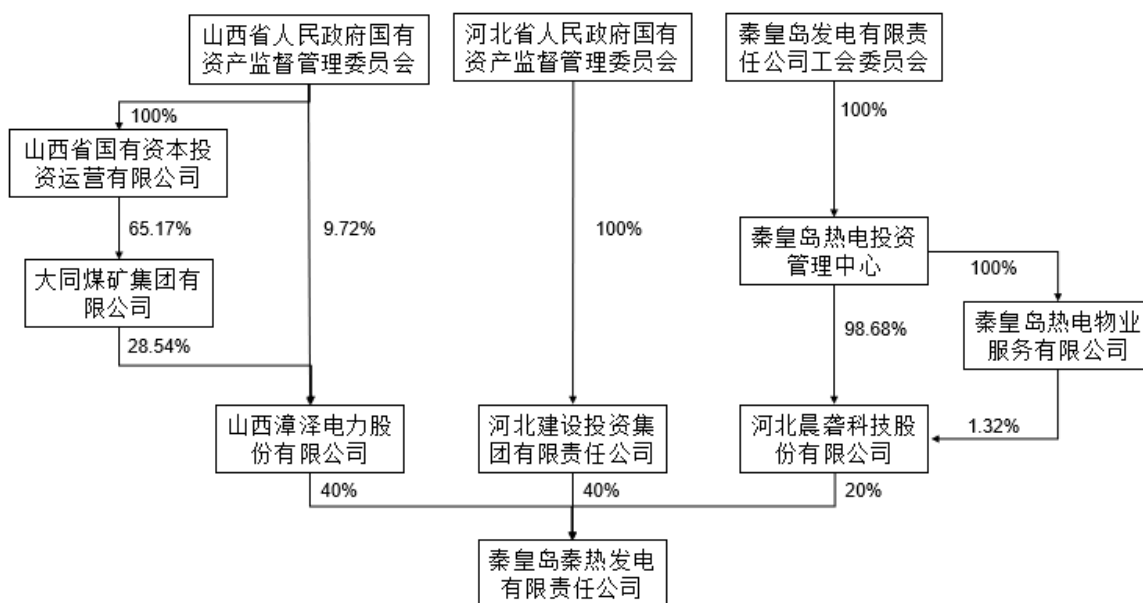 山西省人民政府国有
资产监督管理委员会
河北省人民政府国有
资产监督管理委员会
秦皇岛发电有限责
任公司工会委员会
100%
100%
山西省国有资本投
资运营有限公司
65.17%
9.72%
100%
秦皇岛热电投资
管理中心
100%
大同煤矿集团有
限公司
28.54%
98.68%
秦皇岛热电物业
服务有限公司
山西漳泽电力股
份有限公司
河北建设投资集
团有限责任公司
河北晨砻科技股
份有限公司
1.32%
40%
40%
20%
秦皇岛秦热发电
有限责任公司